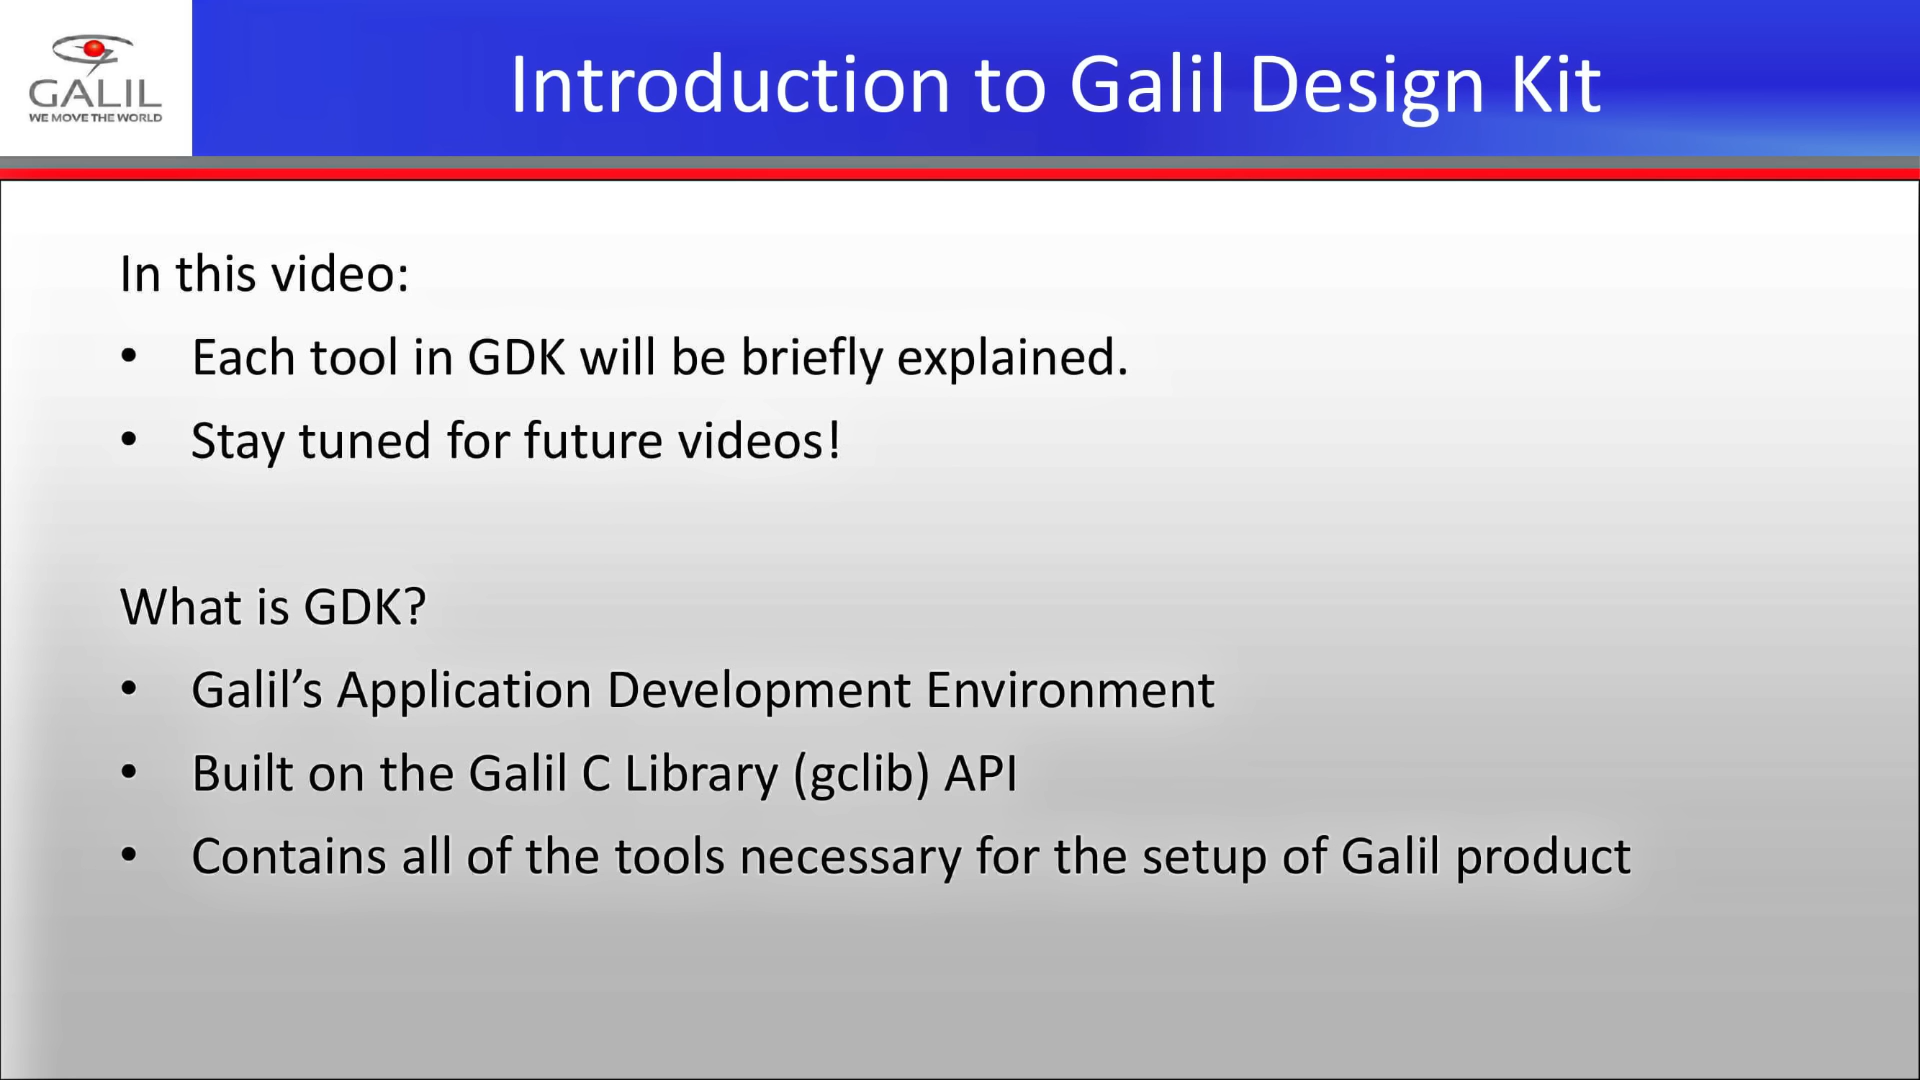 GALIL
WE MOVE THE WORLD
Introduction to Galil Design Kit
In this video:
• Each tool in GDK will be briefly explained.
• Stay tuned for future videos!
What is GDK?
• Galil’s Application Development Environment
• Built on the Galil C Library (gclib) API
• Contains all of the tools necessary for the setup of Galil product